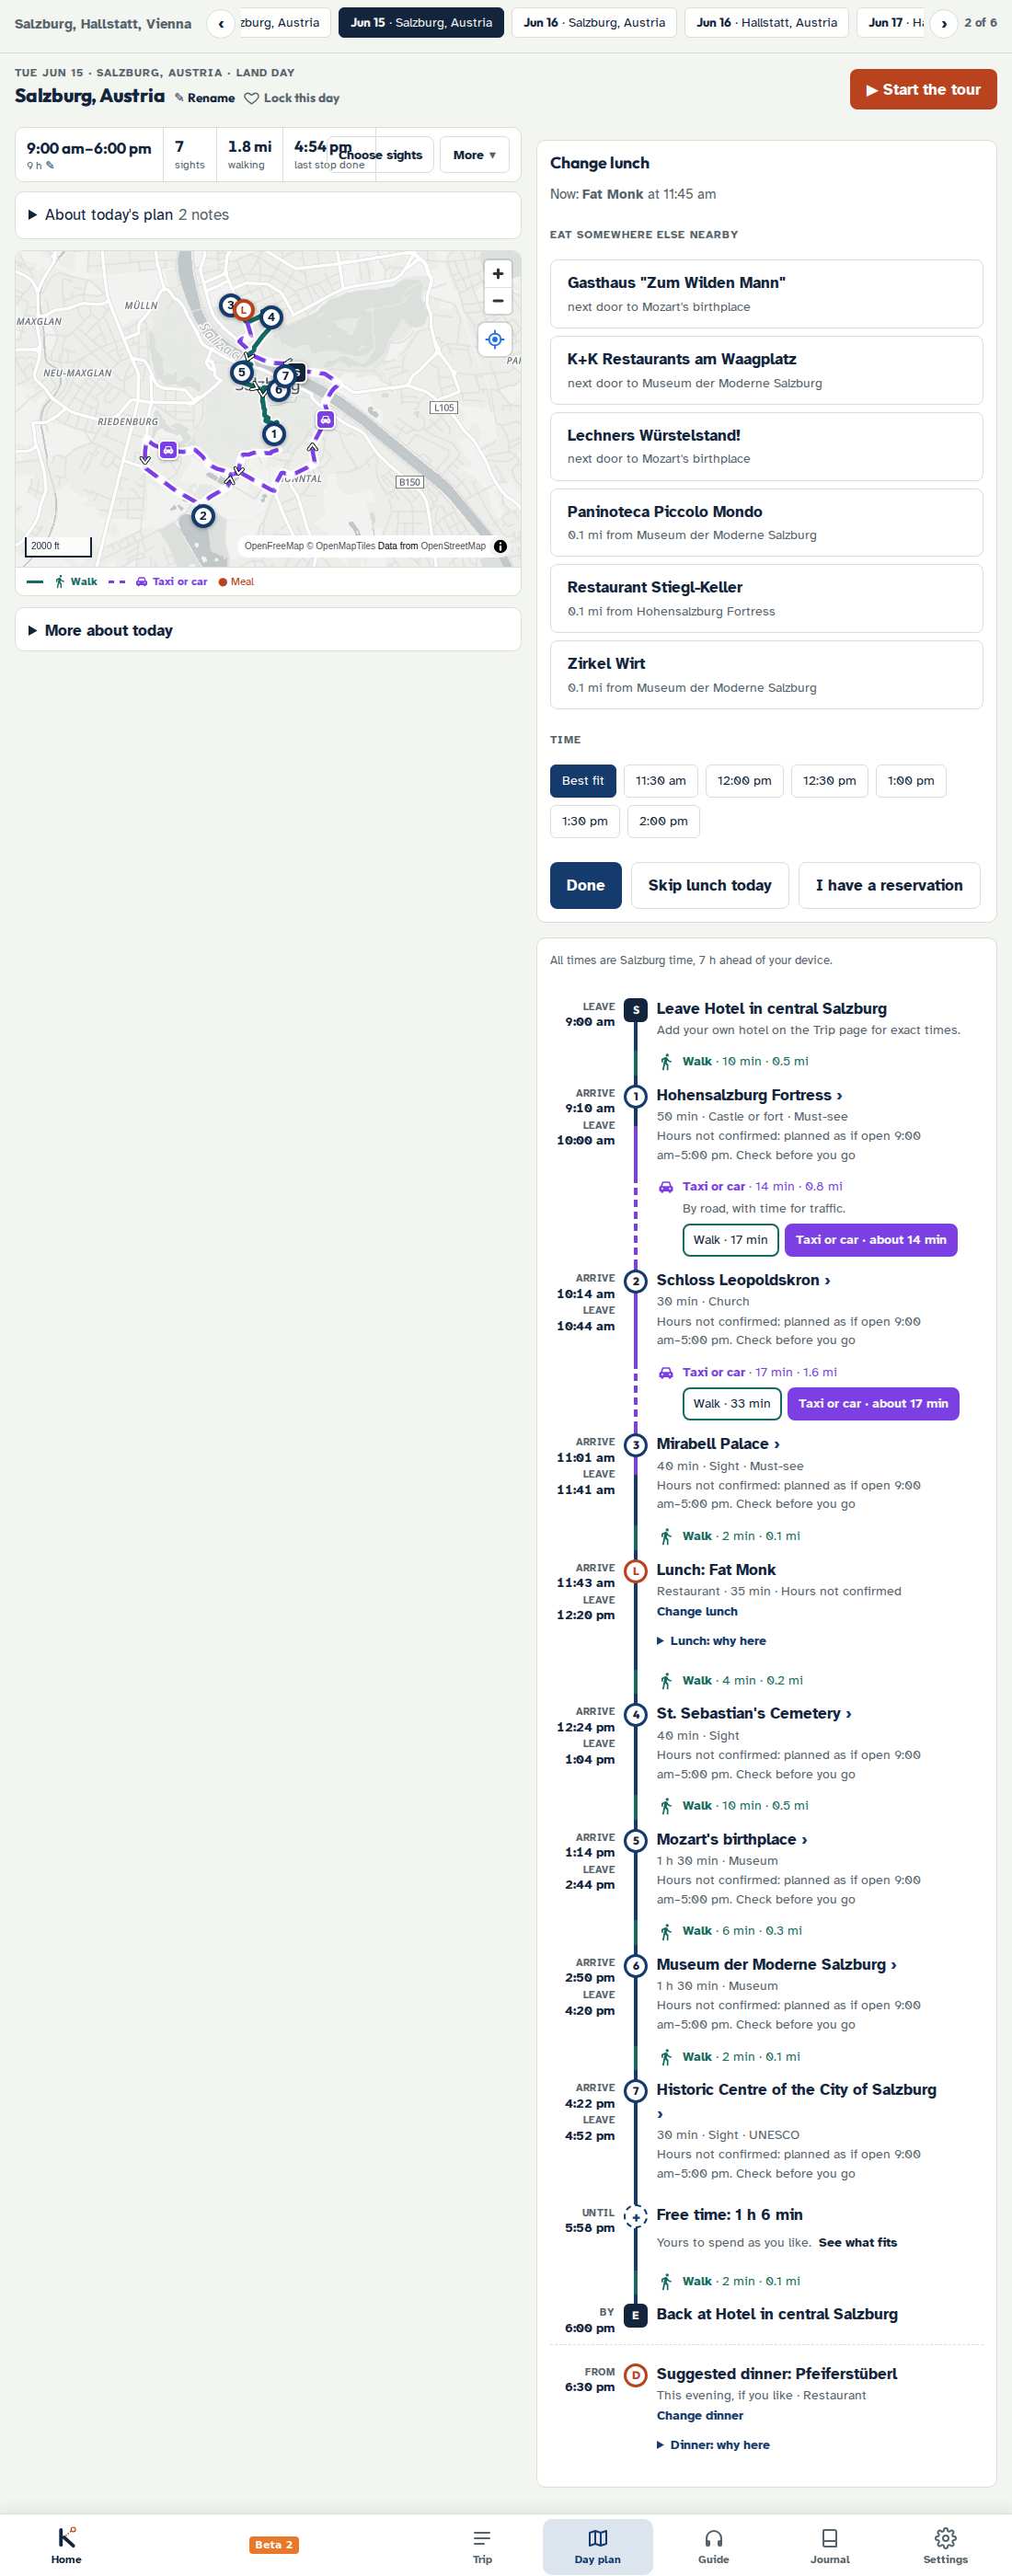 Salzburg, Hallstatt, Vienna
‹
zburg, Austria
Jun 15 · Salzburg, Austria
Jun 16 · Salzburg, Austria
Jun 16 · Hallstatt, Austria
Jun 17 · Ha
›
2 of 6
TUE JUN 15 · SALZBURG, AUSTRIA · LAND DAY
Salzburg, Austria ✎ Rename ♡ Lock this day
▶ Start the tour
9:00 am–6:00 pm
9 h ✎
7
sights
1.8 mi
walking
4:54 pm
last stop done
Choose sights
More ▾
▶ About today's plan 2 notes
MÜLLN
MAXGLAN
NEU-MAXGLAN
RIEDENBURG
L105
B150
3
L
4
5
7
6
S
1
2
+
−
2000 ft
OpenFreeMap © OpenMapTiles Data from OpenStreetMap
Walk
Taxi or car
Meal
▶ More about today
Change lunch
Now: Fat Monk at 11:45 am
EAT SOMEWHERE ELSE NEARBY
Gasthaus "Zum Wilden Mann"
next door to Mozart's birthplace
K+K Restaurants am Waagplatz
next door to Museum der Moderne Salzburg
Lechners Würstelstand!
next door to Mozart's birthplace
Paninoteca Piccolo Mondo
0.1 mi from Museum der Moderne Salzburg
Restaurant Stiegl-Keller
0.1 mi from Hohensalzburg Fortress
Zirkel Wirt
0.1 mi from Museum der Moderne Salzburg
TIME
Best fit
11:30 am
12:00 pm
12:30 pm
1:00 pm
1:30 pm
2:00 pm
Done
Skip lunch today
I have a reservation
All times are Salzburg time, 7 h ahead of your device.
LEAVE
9:00 am
S
Leave Hotel in central Salzburg
Add your own hotel on the Trip page for exact times.
Walk · 10 min · 0.5 mi
ARRIVE
9:10 am
LEAVE
10:00 am
1
Hohensalzburg Fortress ›
50 min · Castle or fort · Must-see
Hours not confirmed: planned as if open 9:00
am–5:00 pm. Check before you go
Taxi or car · 14 min · 0.8 mi
By road, with time for traffic.
Walk · 17 min
Taxi or car · about 14 min
ARRIVE
10:14 am
LEAVE
10:44 am
2
Schloss Leopoldskron ›
30 min · Church
Hours not confirmed: planned as if open 9:00
am–5:00 pm. Check before you go
Taxi or car · 17 min · 1.6 mi
Walk · 33 min
Taxi or car · about 17 min
ARRIVE
11:01 am
LEAVE
11:41 am
3
Mirabell Palace ›
40 min · Sight · Must-see
Hours not confirmed: planned as if open 9:00
am–5:00 pm. Check before you go
Walk · 2 min · 0.1 mi
ARRIVE
11:43 am
LEAVE
12:20 pm
L
Lunch: Fat Monk
Restaurant · 35 min · Hours not confirmed
Change lunch
▶ Lunch: why here
Walk · 4 min · 0.2 mi
ARRIVE
12:24 pm
LEAVE
1:04 pm
4
St. Sebastian's Cemetery ›
40 min · Sight
Hours not confirmed: planned as if open 9:00
am–5:00 pm. Check before you go
Walk · 10 min · 0.5 mi
ARRIVE
1:14 pm
LEAVE
2:44 pm
5
Mozart's birthplace ›
1 h 30 min · Museum
Hours not confirmed: planned as if open 9:00
am–5:00 pm. Check before you go
Walk · 6 min · 0.3 mi
ARRIVE
2:50 pm
LEAVE
4:20 pm
6
Museum der Moderne Salzburg ›
1 h 30 min · Museum
Hours not confirmed: planned as if open 9:00
am–5:00 pm. Check before you go
Walk · 2 min · 0.1 mi
ARRIVE
4:22 pm
LEAVE
4:52 pm
7
Historic Centre of the City of Salzburg
›
30 min · Sight · UNESCO
Hours not confirmed: planned as if open 9:00
am–5:00 pm. Check before you go
UNTIL
5:58 pm
+
Free time: 1 h 6 min
Yours to spend as you like. See what fits
Walk · 2 min · 0.1 mi
BY
6:00 pm
E
Back at Hotel in central Salzburg
FROM
6:30 pm
D
Suggested dinner: Pfeiferstüberl
This evening, if you like · Restaurant
Change dinner
▶ Dinner: why here
Home
Beta 2
Trip
Day plan
Guide
Journal
Settings